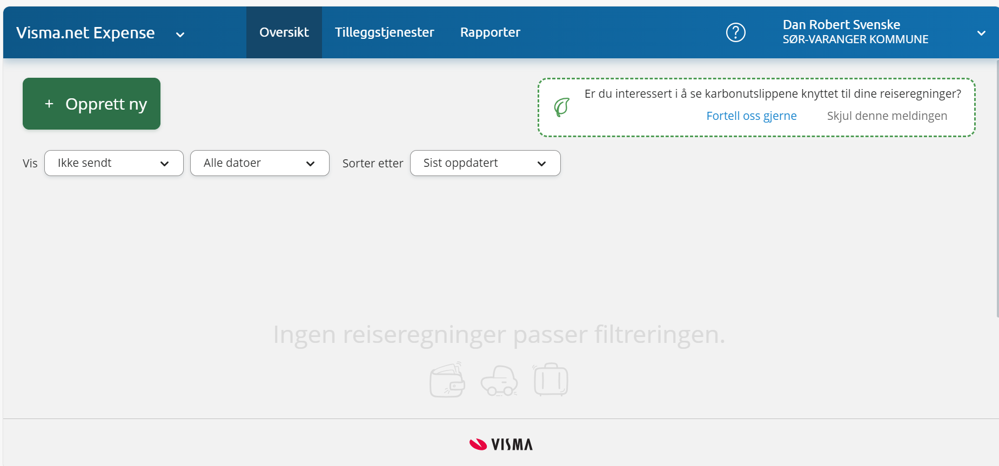 Visma.net Expense
Oversikt
Tilleggstjenester
Rapporter
?
Dan Robert Svenske
SØR-VARANGER KOMMUNE
+ Opprett ny
Er du interessert i å se karbonutslippene knyttet til dine reiseregninger?
Fortell oss gjerne
Skjul denne meldingen
Vis
Ikke sendt
Alle datoer
Sorter etter
Sist oppdatert
Ingen reiseregninger passer filtreringen.
VISMA